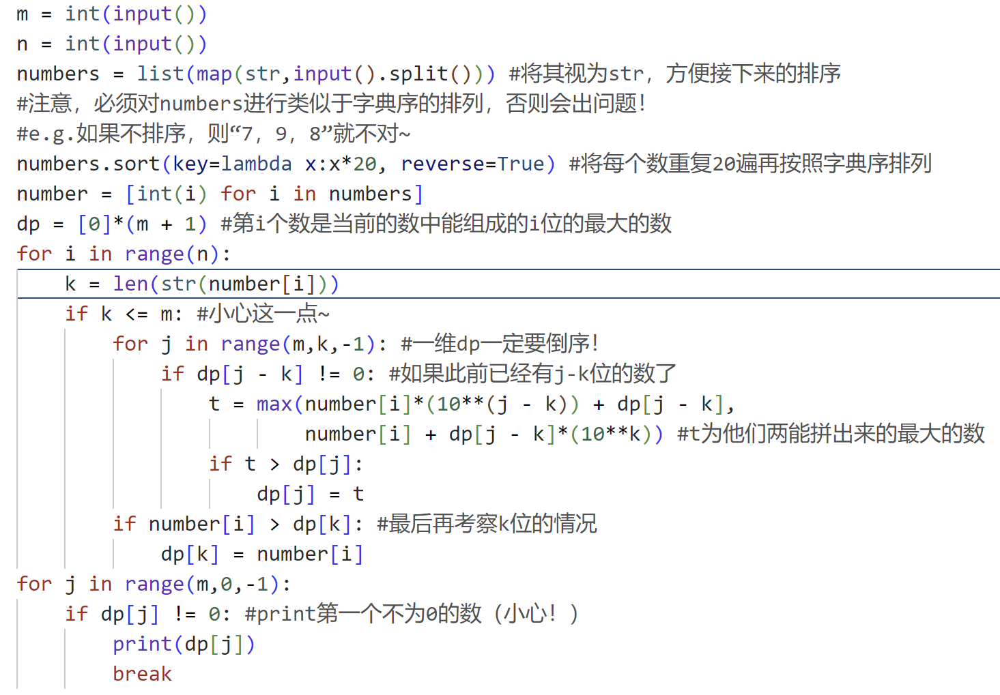 m = int(input())
n = int(input())
numbers = list(map(str,input().split())) #将其视为str，方便接下来的排序
#注意，必须对numbers进行类似于字典序的排列，否则会出问题！
#e.g.如果不排序，则“7，9，8”就不对~
numbers.sort(key=lambda x:x*20, reverse=True) #将每个数重复20遍再按照字典序排列
number = [int(i) for i in numbers]
dp = [0]*(m + 1) #第i个数是当前的数中能组成的i位的最大的数
for i in range(n):
    k = len(str(number[i]))
    if k <= m: #小心这一点~
        for j in range(m,k,-1): #一维dp一定要倒序！
            if dp[j - k] != 0: #如果此前已经有j-k位的数了
                t = max(number[i]*(10**(j - k)) + dp[j - k],
                        number[i] + dp[j - k]*(10**k)) #t为他们两能拼出来的最大的数
                if t > dp[j]:
                    dp[j] = t
        if number[i] > dp[k]: #最后再考察k位的情况
            dp[k] = number[i]
for j in range(m,0,-1):
    if dp[j] != 0: #print第一个不为0的数（小心！）
        print(dp[j])
        break